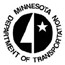 MINNESOTA
DEPARTMENT OF TRANSPORTATION